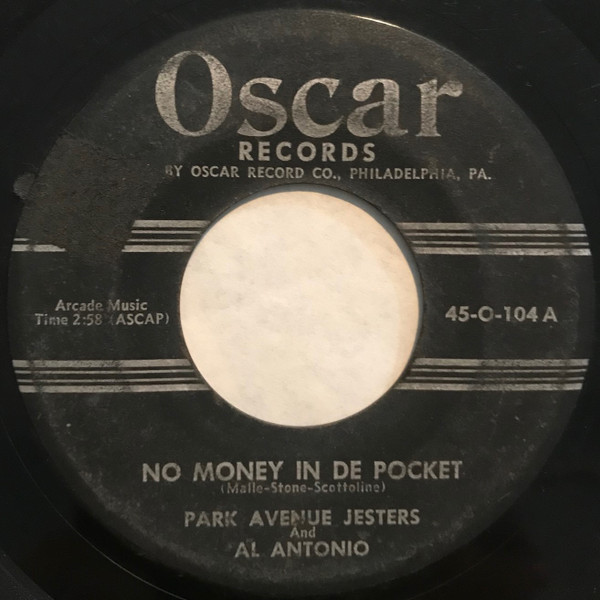 Oscar
RECORDS
BY OSCAR RECORD CO., PHILADELPHIA, PA.
Arcade Music
Time 2:58 (ASCAP)
45-O-104 A
NO MONEY IN DE POCKET
(Malle-Stone-Scottoline)
PARK AVENUE JESTERS
And
AL ANTONIO